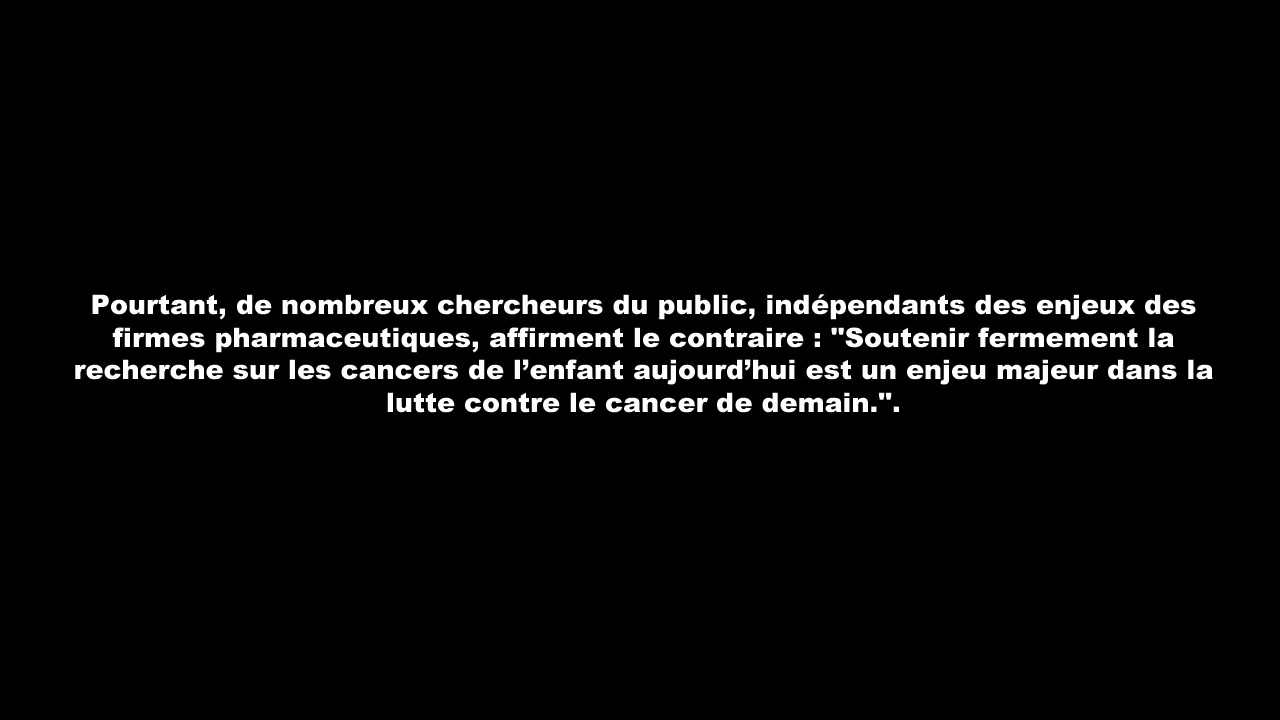 Pourtant, de nombreux chercheurs du public, indépendants des enjeux des
firmes pharmaceutiques, affirment le contraire : "Soutenir fermement la
recherche sur les cancers de l’enfant aujourd’hui est un enjeu majeur dans la
lutte contre le cancer de demain.".